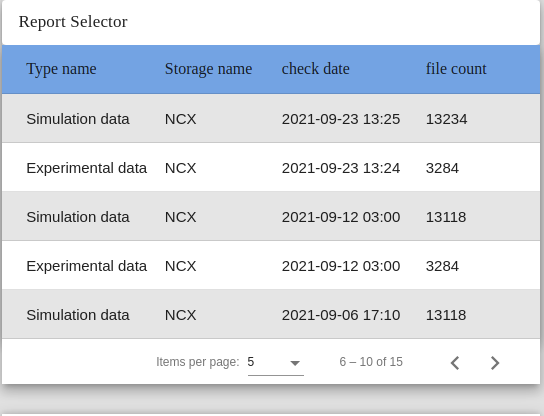 Report Selector
Type name Storage name check date file count
Simulation data NCX 2021-09-23 13:25 13234
Experimental data NCX 2021-09-23 13:24 3284
Simulation data NCX 2021-09-12 03:00 13118
Experimental data NCX 2021-09-12 03:00 3284
Simulation data NCX 2021-09-06 17:10 13118
Items per page: 5 6 – 10 of 15